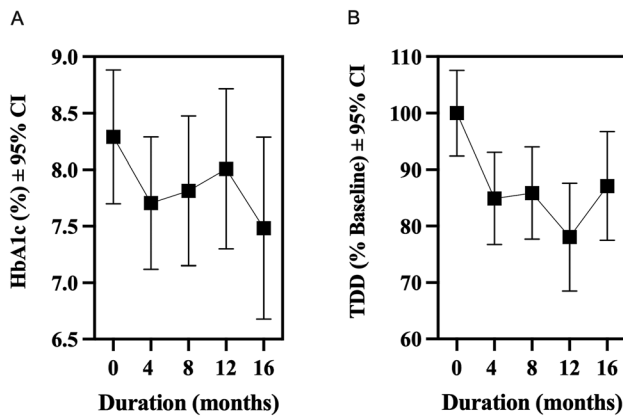 A
HbA1c (%) ± 95% CI
9.0
8.5
8.0
7.5
7.0
6.5
0 4 8 12 16
Duration (months)
B
TDD (% Baseline) ± 95% CI
110
100
90
80
70
60
0 4 8 12 16
Duration (months)